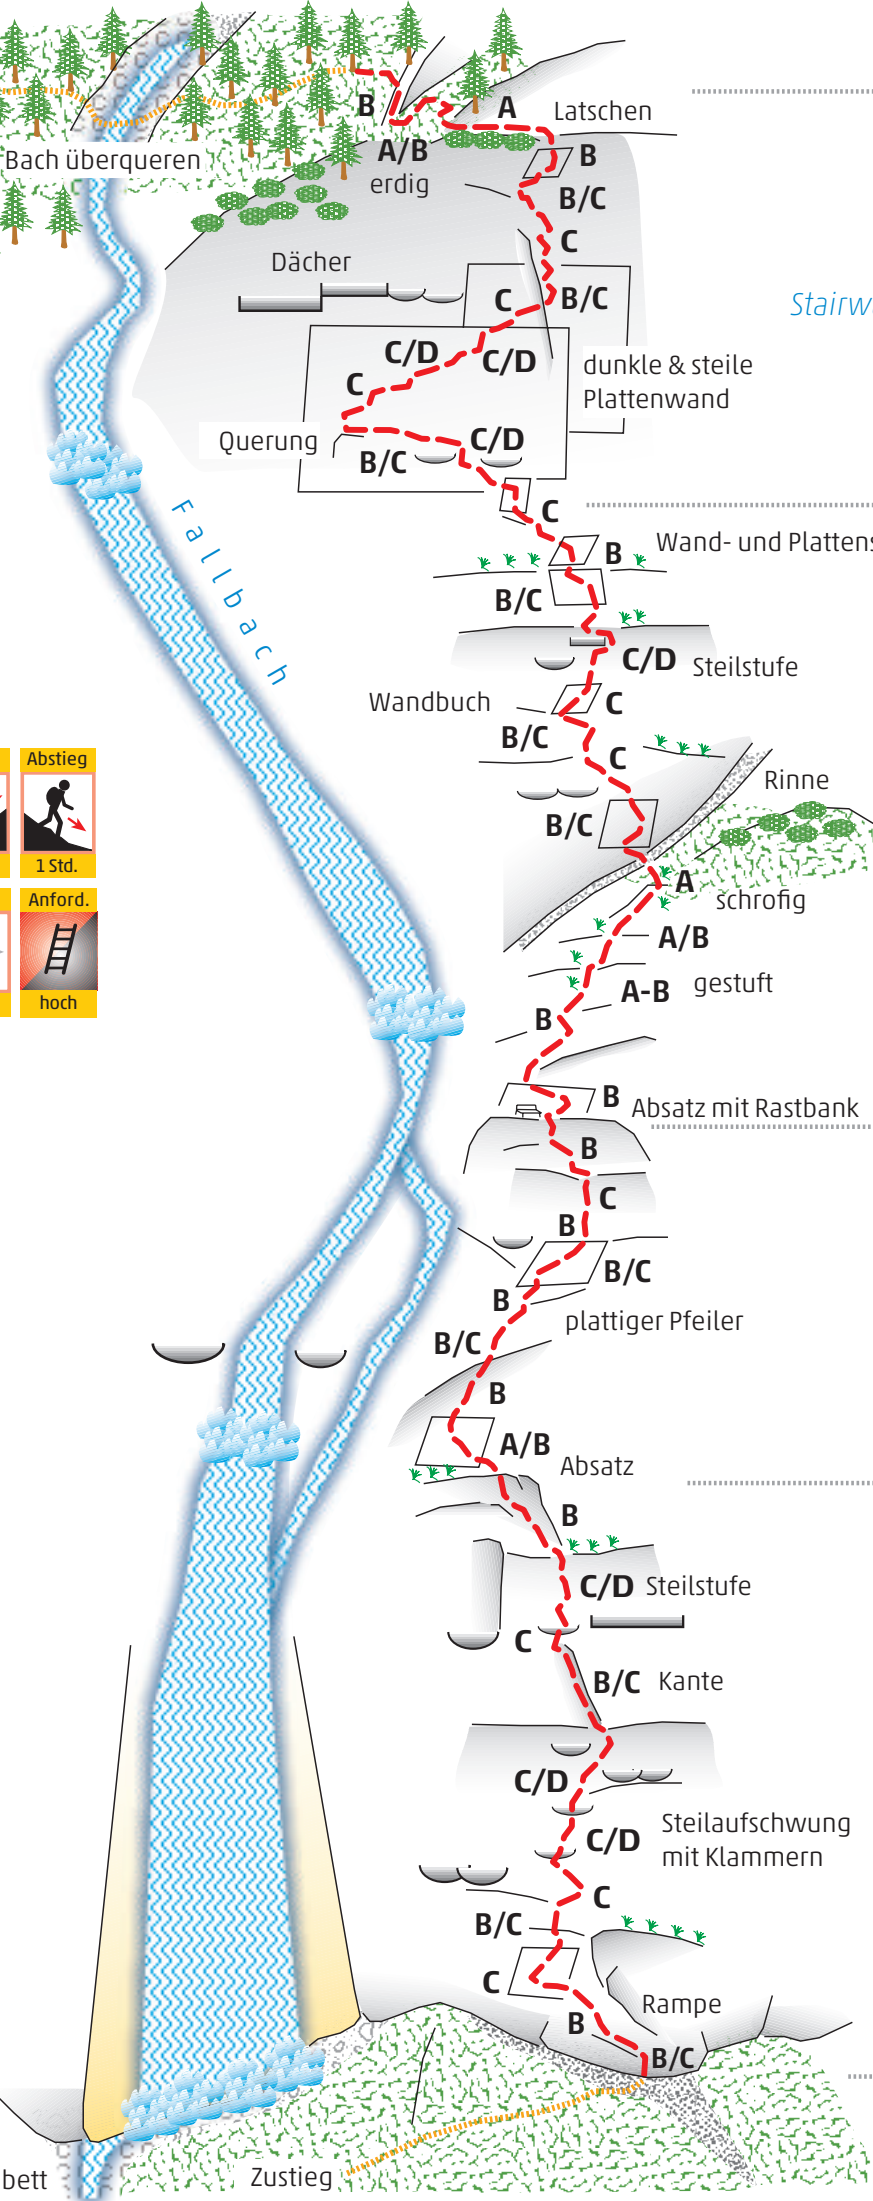 B
A
Latschen
Bach überqueren
A/B
erdig
B
B/C
C
Dächer
C
B/C
Stairw
C/D
C/D
dunkle & steile
Plattenwand
C
Querung
C/D
B/C
C
Fallbach
B
Wand- und Plattens
B/C
C/D
Steilstufe
Wandbuch
C
B/C
C
Abstieg
Rinne
B/C
1 Std.
A
schrofig
Anford.
A/B
A-B
gestuft
hoch
B
B
Absatz mit Rastbank
B
C
B
B/C
B
plattiger Pfeiler
B/C
B
A/B
Absatz
B
C/D
Steilstufe
C
B/C
Kante
C/D
C/D
Steilaufschwung
mit Klammern
C
B/C
C
Rampe
B
B/C
bett
Zustieg